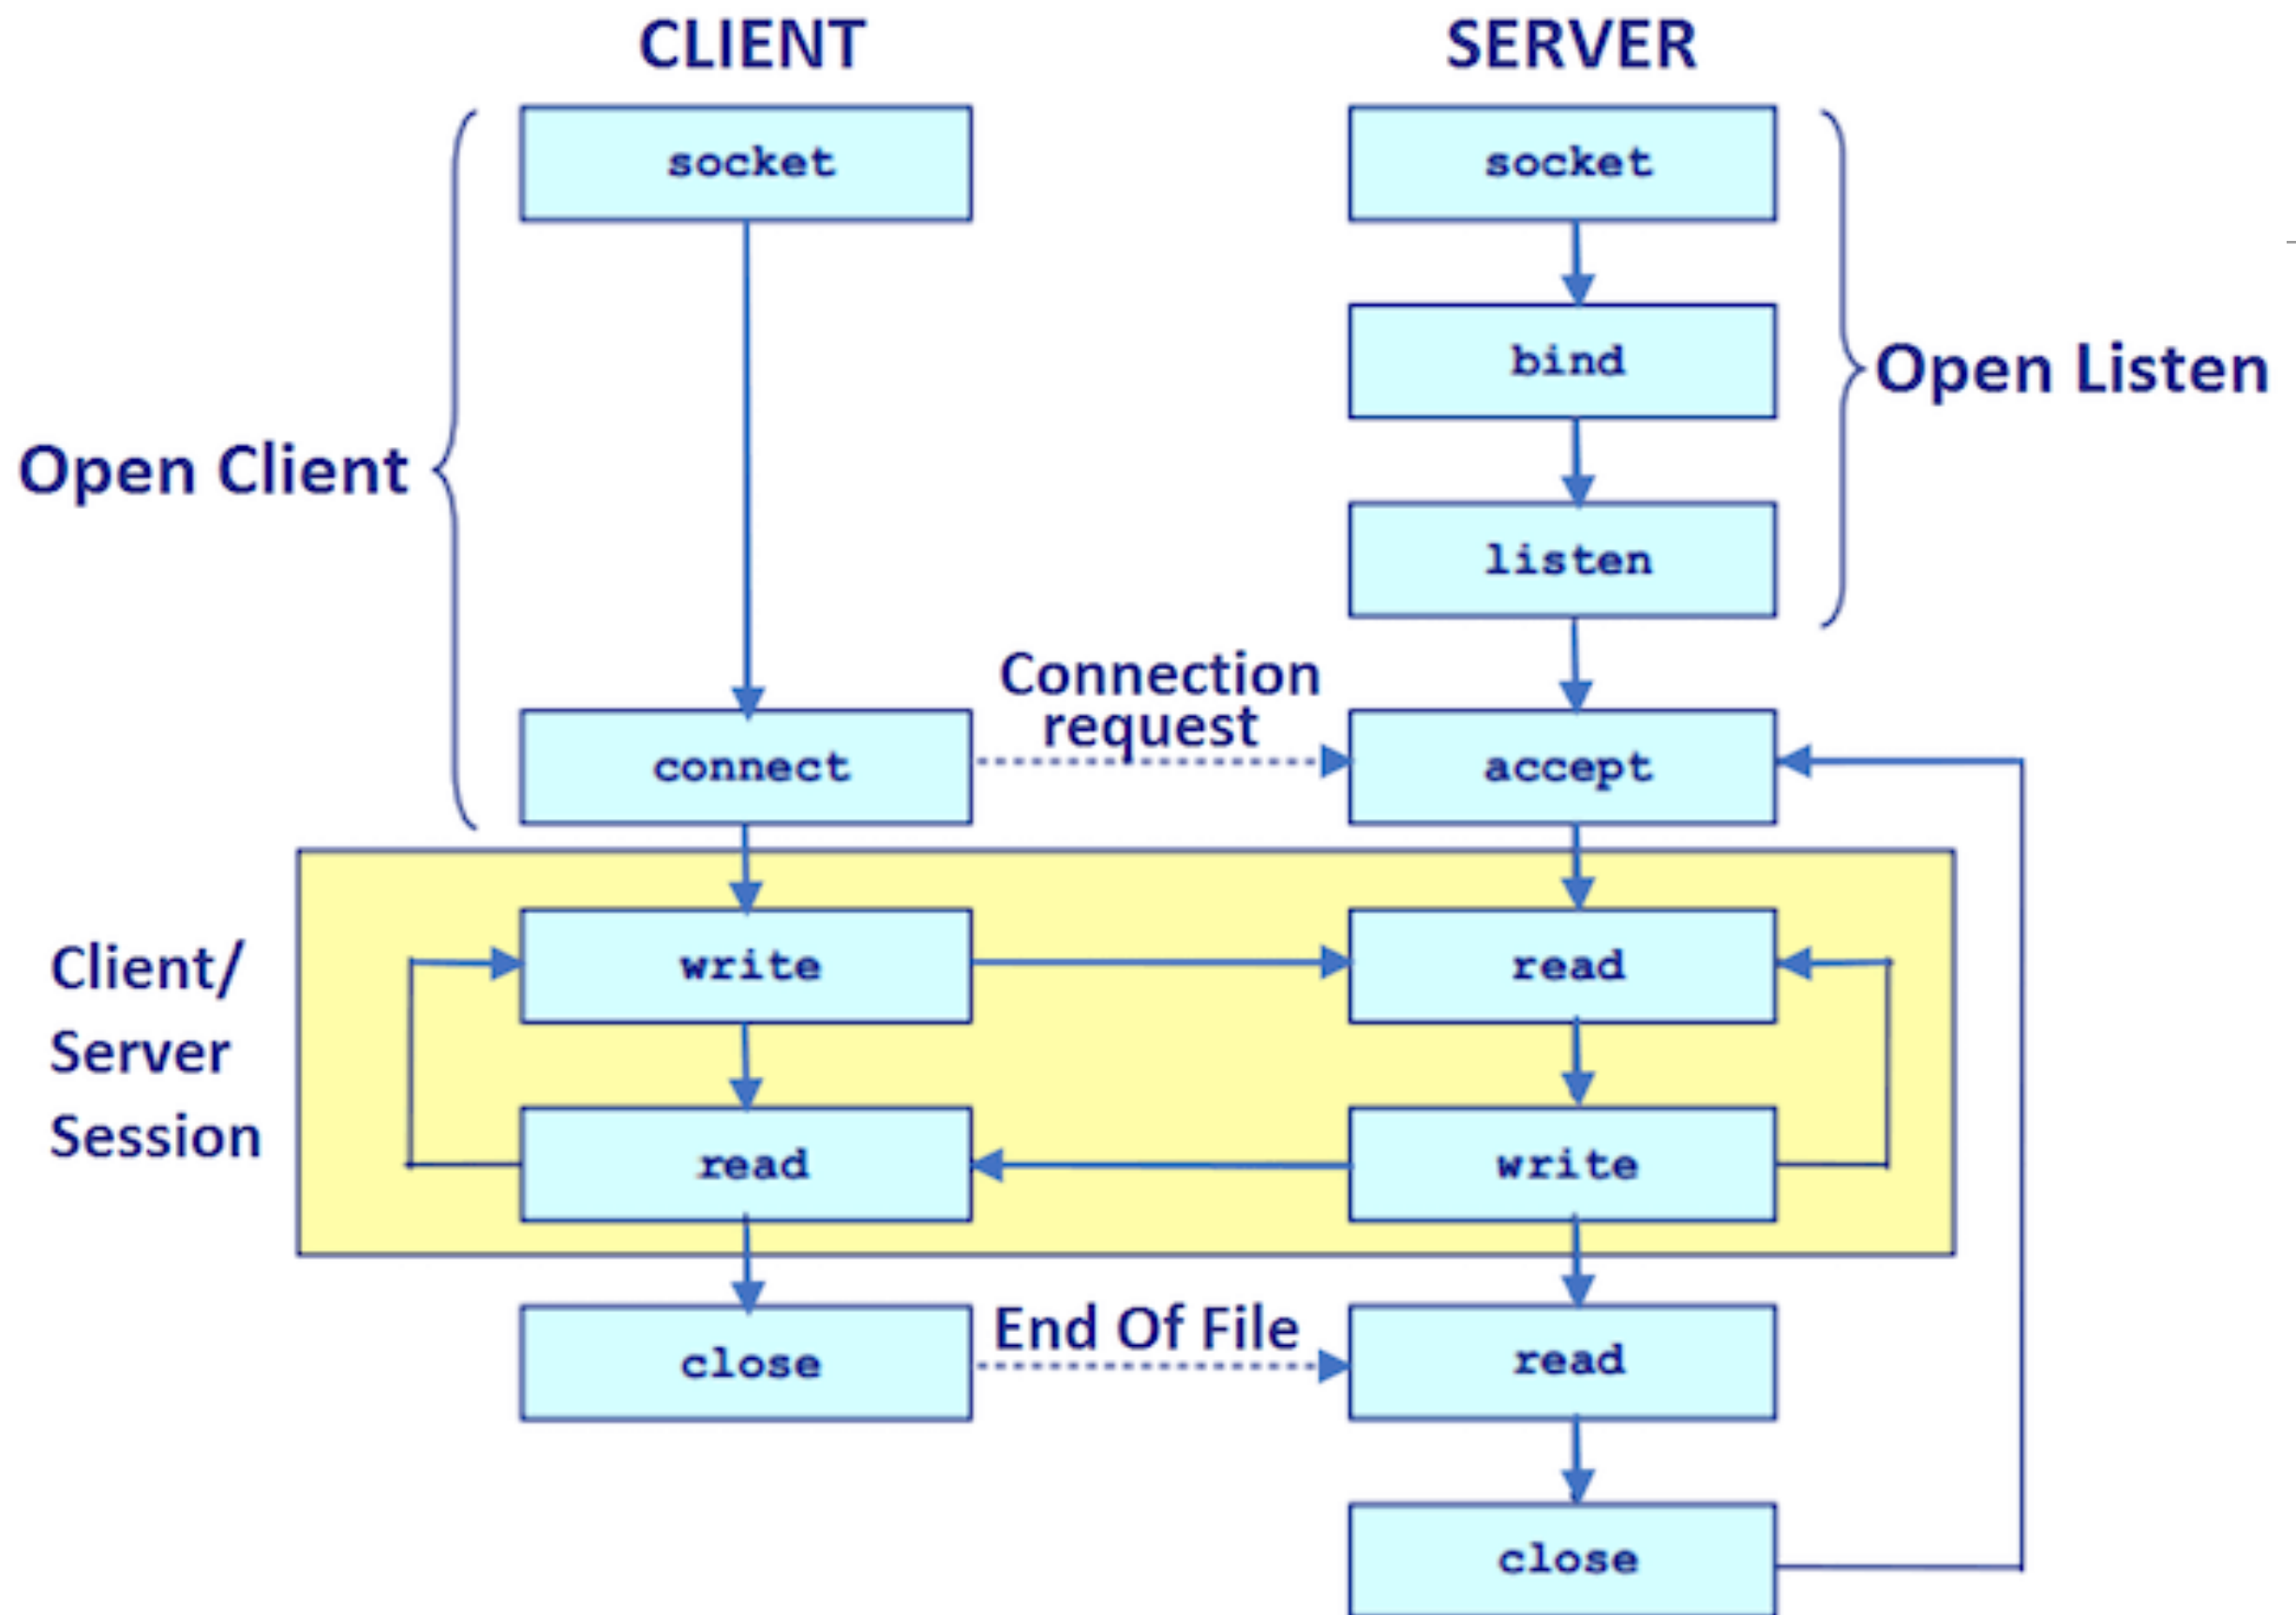 CLIENT
SERVER
socket
socket
bind
Open Listen
Open Client
listen
Connection
request
connect
accept
Client/
Server
Session
write
read
read
write
close
End Of File
read
close